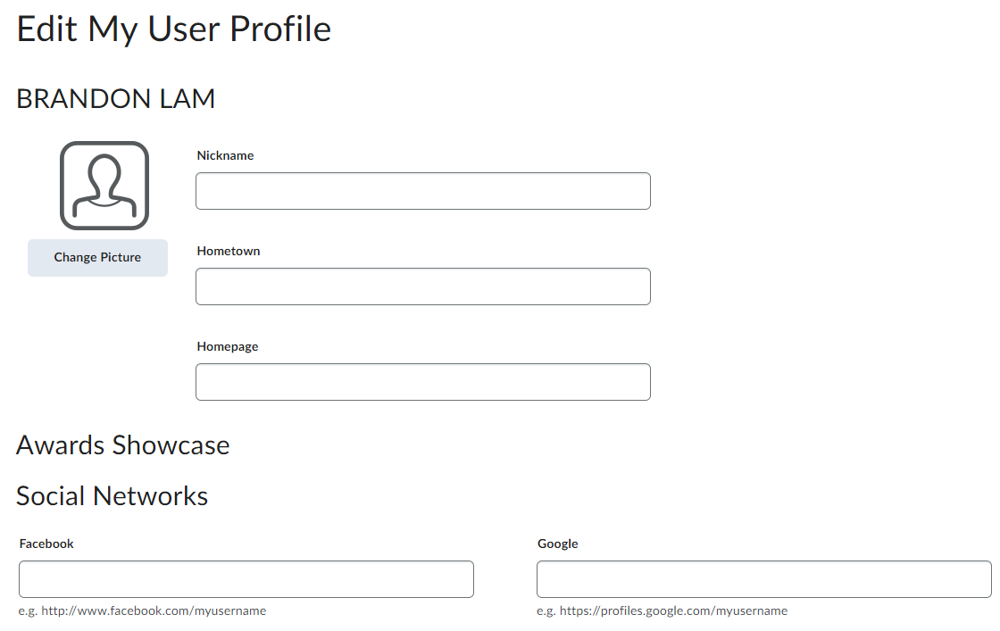 Edit My User Profile
BRANDON LAM
Nickname
Change Picture
Hometown
Homepage
Awards Showcase
Social Networks
Facebook
Google
e.g. http://www.facebook.com/myusername
e.g. https://profiles.google.com/myusername